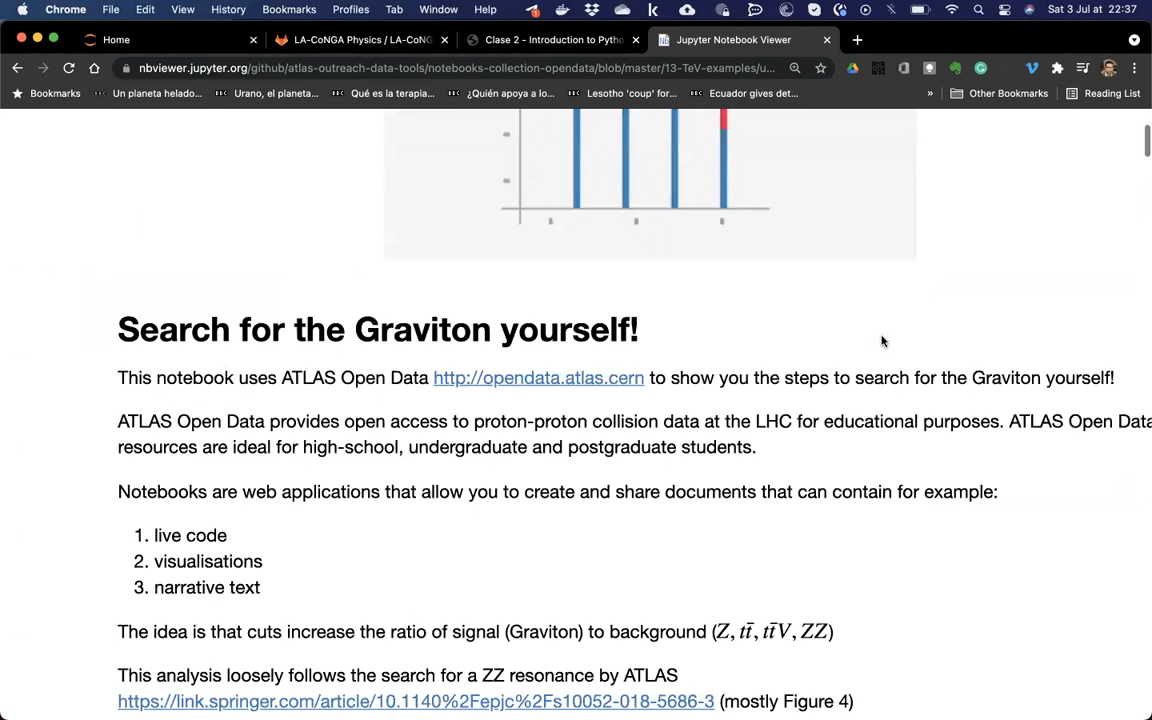 Chrome File Edit View History Bookmarks Profiles Tab Window Help Sat 3 Jul at 22:37
Home LA-CoNGA Physics / LA-CoNG Clase 2 - Introduction to Pytho Jupyter Notebook Viewer
nbviewer.jupyter.org/github/atlas-outreach-data-tools/notebooks-collection-opendata/blob/master/13-TeV-examples/u...
Bookmarks Un planeta helado... Urano, el planeta... Qué es la terapia... ¿Quién apoya a lo... Lesotho 'coup' for... Ecuador gives det... » Other Bookmarks Reading List
Search for the Graviton yourself!
This notebook uses ATLAS Open Data http://opendata.atlas.cern to show you the steps to search for the Graviton yourself!
ATLAS Open Data provides open access to proton-proton collision data at the LHC for educational purposes. ATLAS Open Data
resources are ideal for high-school, undergraduate and postgraduate students.
Notebooks are web applications that allow you to create and share documents that can contain for example:
1. live code
2. visualisations
3. narrative text
The idea is that cuts increase the ratio of signal (Graviton) to background (Z, tt̄, tt̄V, ZZ)
This analysis loosely follows the search for a ZZ resonance by ATLAS
https://link.springer.com/article/10.1140%2Fepjc%2Fs10052-018-5686-3 (mostly Figure 4)